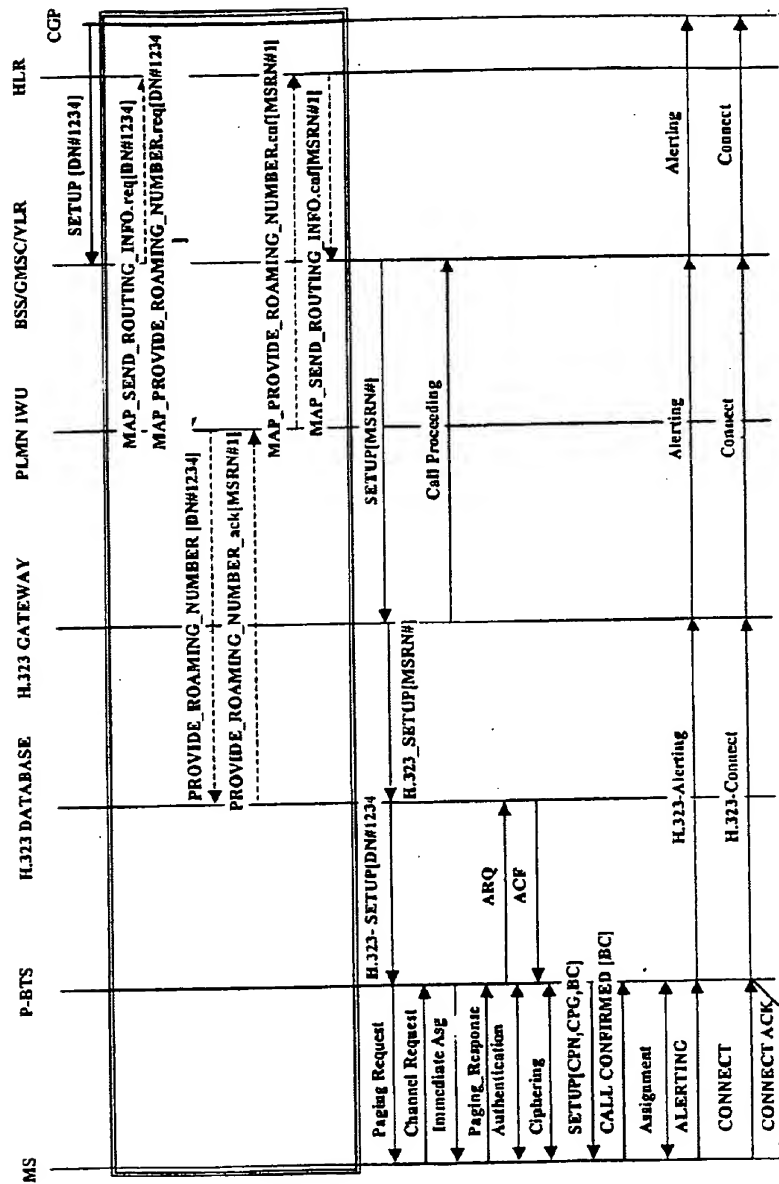 MS
P-BTS
H.323 DATABASE
H.323 GATEWAY
PLMN IWU
BSS/GMSC/VLR
HLR
CGP
SETUP [DN#1234]
MAP_SEND_ROUTING_INFO.req[DN#1234]
MAP_PROVIDE_ROAMING_NUMBER.req[DN#1234
]
PROVIDE_ROAMING_NUMBER [DN#1234]
PROVIDE_ROAMING_NUMBER_ack[MSRN#1]
MAP_PROVIDE_ROAMING_NUMBER.cnf[MSRN#1]
MAP_SEND_ROUTING_INFO.cnf[MSRN#1]
SETUP[MSRN#]
H.323_SETUP[MSRN#]
H.323- SETUP[DN#1234
Call Proceeding
Paging Request
Channel Request
Immediate Asg
Paging_Response
Authentication
ARQ
ACF
Ciphering
SETUP[CPN,CPG,BC]
CALL CONFIRMED [BC]
Assignment
ALERTING
H.323-Alerting
Alerting
Alerting
CONNECT
H.323-Connect
Connect
Connect
CONNECT ACK